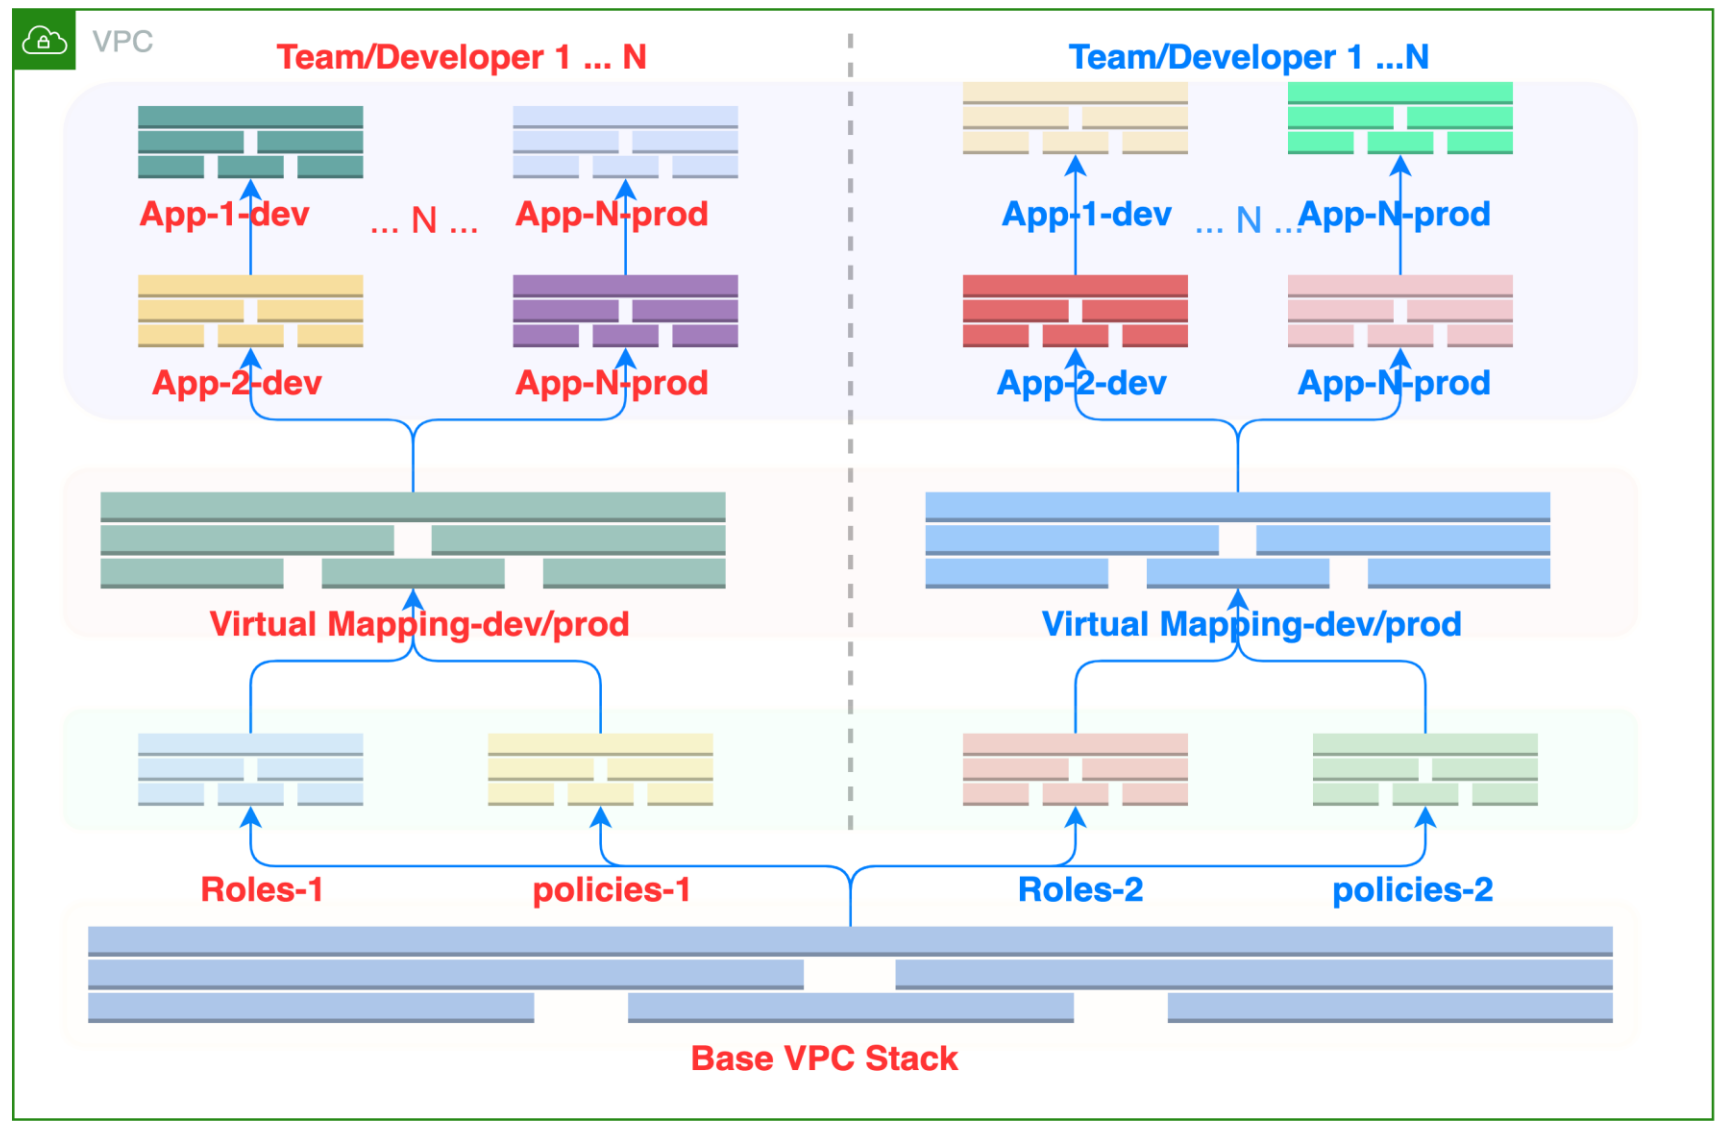 VPC
Team/Developer 1 ... N
Team/Developer 1 ...N
App-1-dev
... N ...
App-N-prod
App-1-dev
... N ...
App-N-prod
App-2-dev
App-N-prod
App-2-dev
App-N-prod
Virtual Mapping-dev/prod
Virtual Mapping-dev/prod
Roles-1
policies-1
Roles-2
policies-2
Base VPC Stack